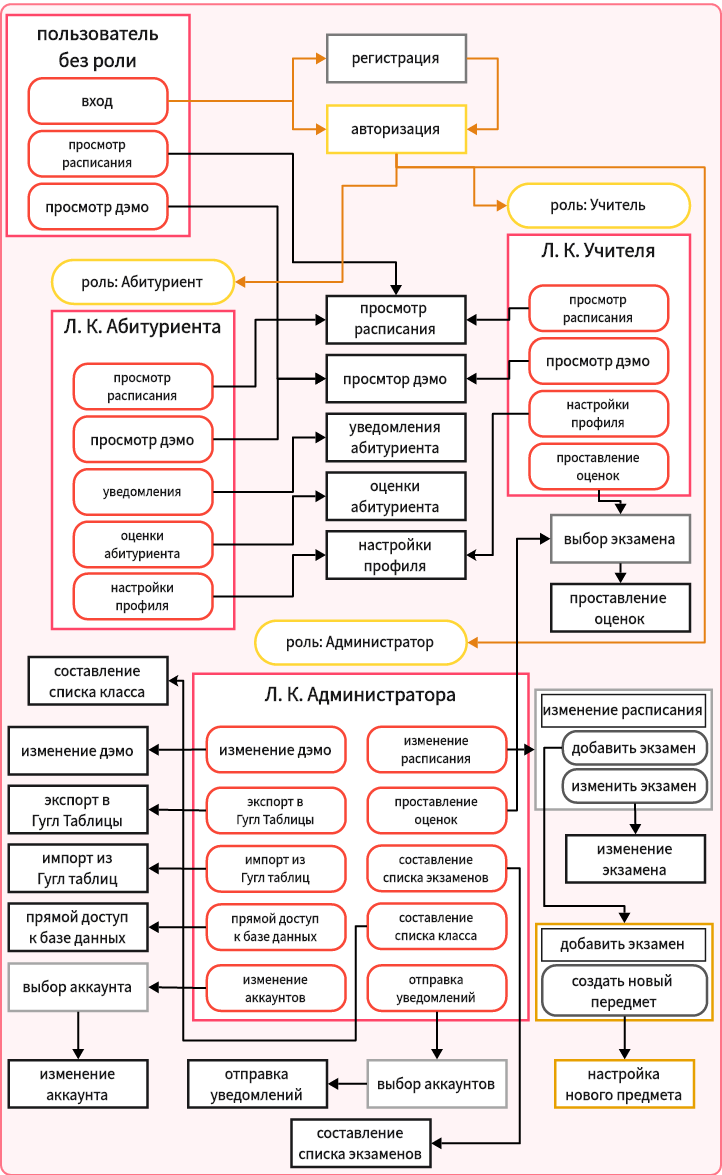 пользователь
без роли
вход
просмотр
расписания
просмотр дэмо
регистрация
авторизация
роль: Учитель
роль: Абитуриент
Л. К. Абитуриента
просмотр
расписания
просмотр дэмо
уведомления
оценки
абитуриента
настройки
профиля
просмотр
расписания
просмтор дэмо
уведомления
абитуриента
оценки
абитуриента
настройки
профиля
Л. К. Учителя
просмотр
расписания
просмотр дэмо
настройки
профиля
проставление
оценок
выбор экзамена
проставление
оценок
роль: Администратор
составление
списка класса
изменение дэмо
экспорт в
Гугл Таблицы
импорт из
Гугл таблиц
прямой доступ
к базе данных
выбор аккаунта
изменение
аккаунта
Л. К. Администратора
изменение дэмо
экспорт в
Гугл Таблицы
импорт из
Гугл таблиц
прямой доступ
к базе данных
изменение
аккаунтов
изменение
расписания
проставление
оценок
составление
списка экзаменов
составление
списка класса
отправка
уведомлений
изменение расписания
добавить экзамен
изменить экзамен
изменение
экзамена
добавить экзамен
создать новый
передмет
настройка
нового предмета
отправка
уведомлений
выбор аккаунтов
составление
списка экзаменов